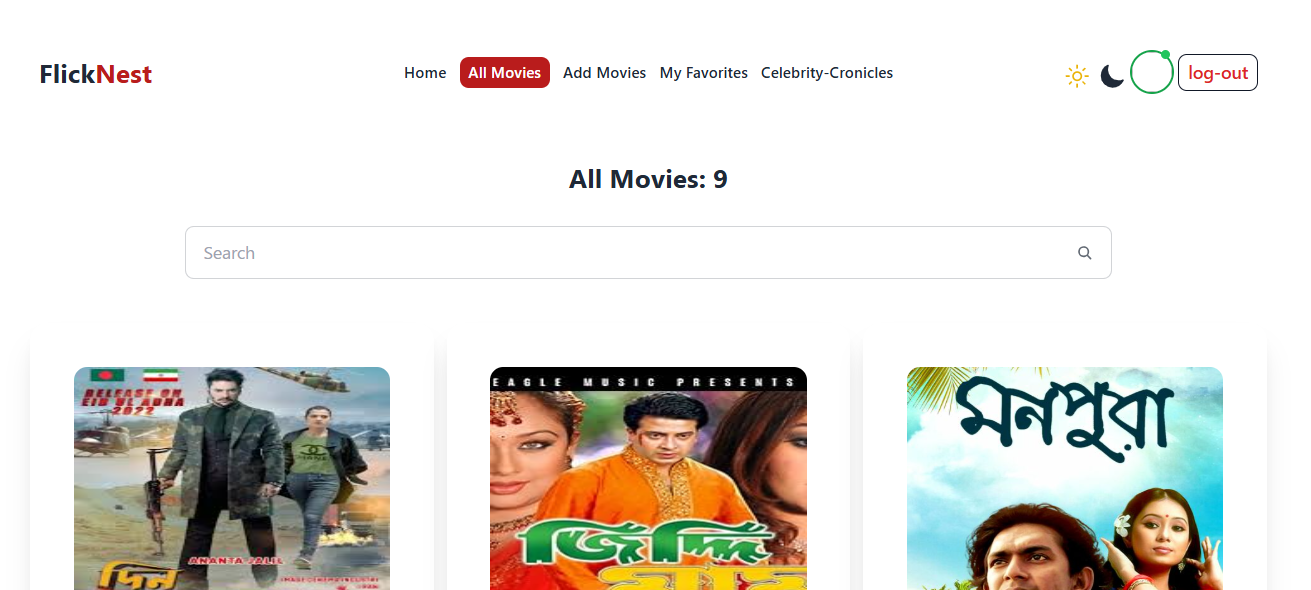 FlickNest
Home All Movies Add Movies My Favorites Celebrity-Cronicles
log-out
All Movies: 9
Search
RELEASE ON
EID UL ADHA
2022
ANANTA JALIL
দিন
EAGLE MUSIC PRESENTS
জিদ্দি
মামা
মনপুরা